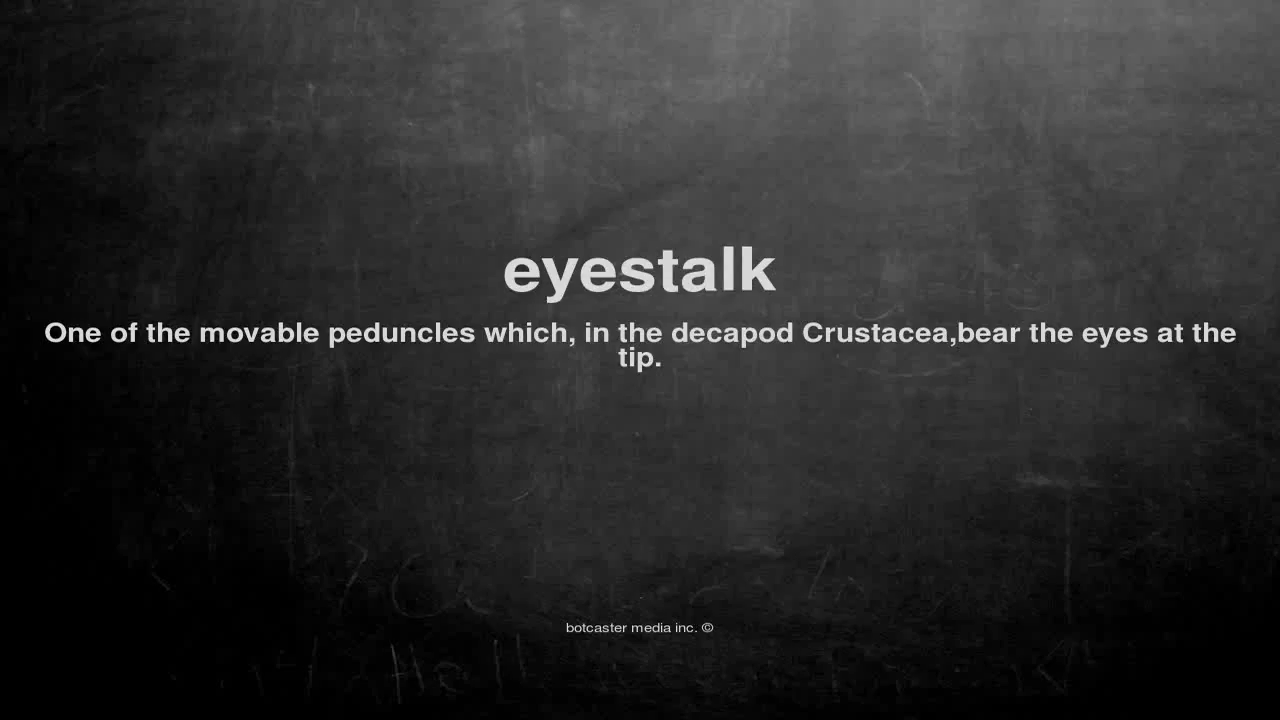 eyestalk
One of the movable peduncles which, in the decapod Crustacea,bear the eyes at the
tip.
botcaster media inc. ©